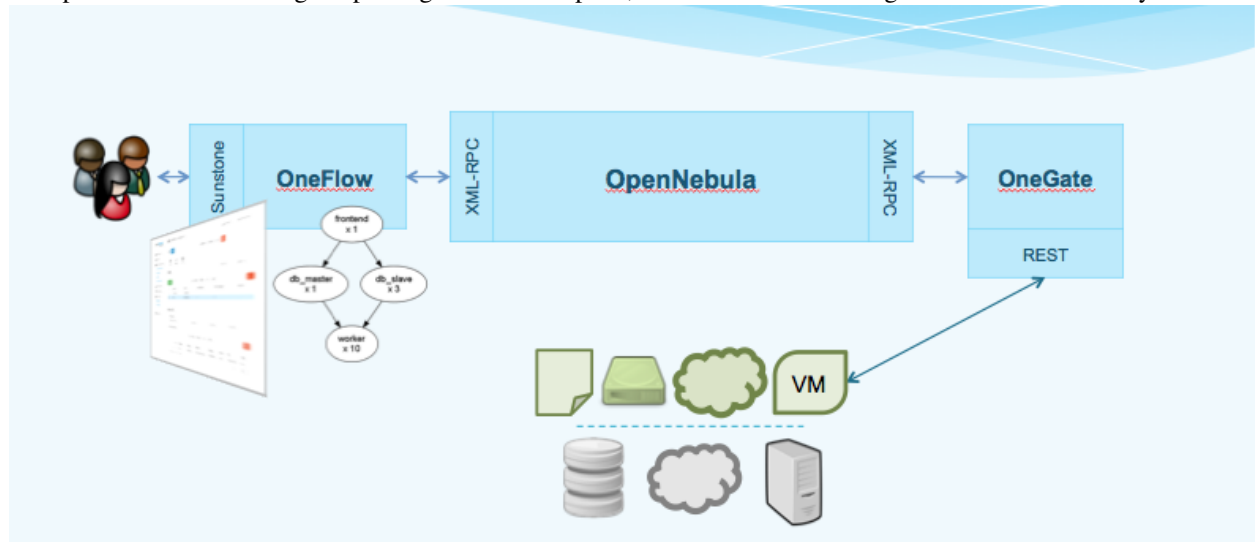 Sunstone
OneFlow
XML-RPC
OpenNebula
XML-RPC
OneGate
REST
frontend
x 1
db_master
x 1
db_slave
x 3
worker
x 10
VM